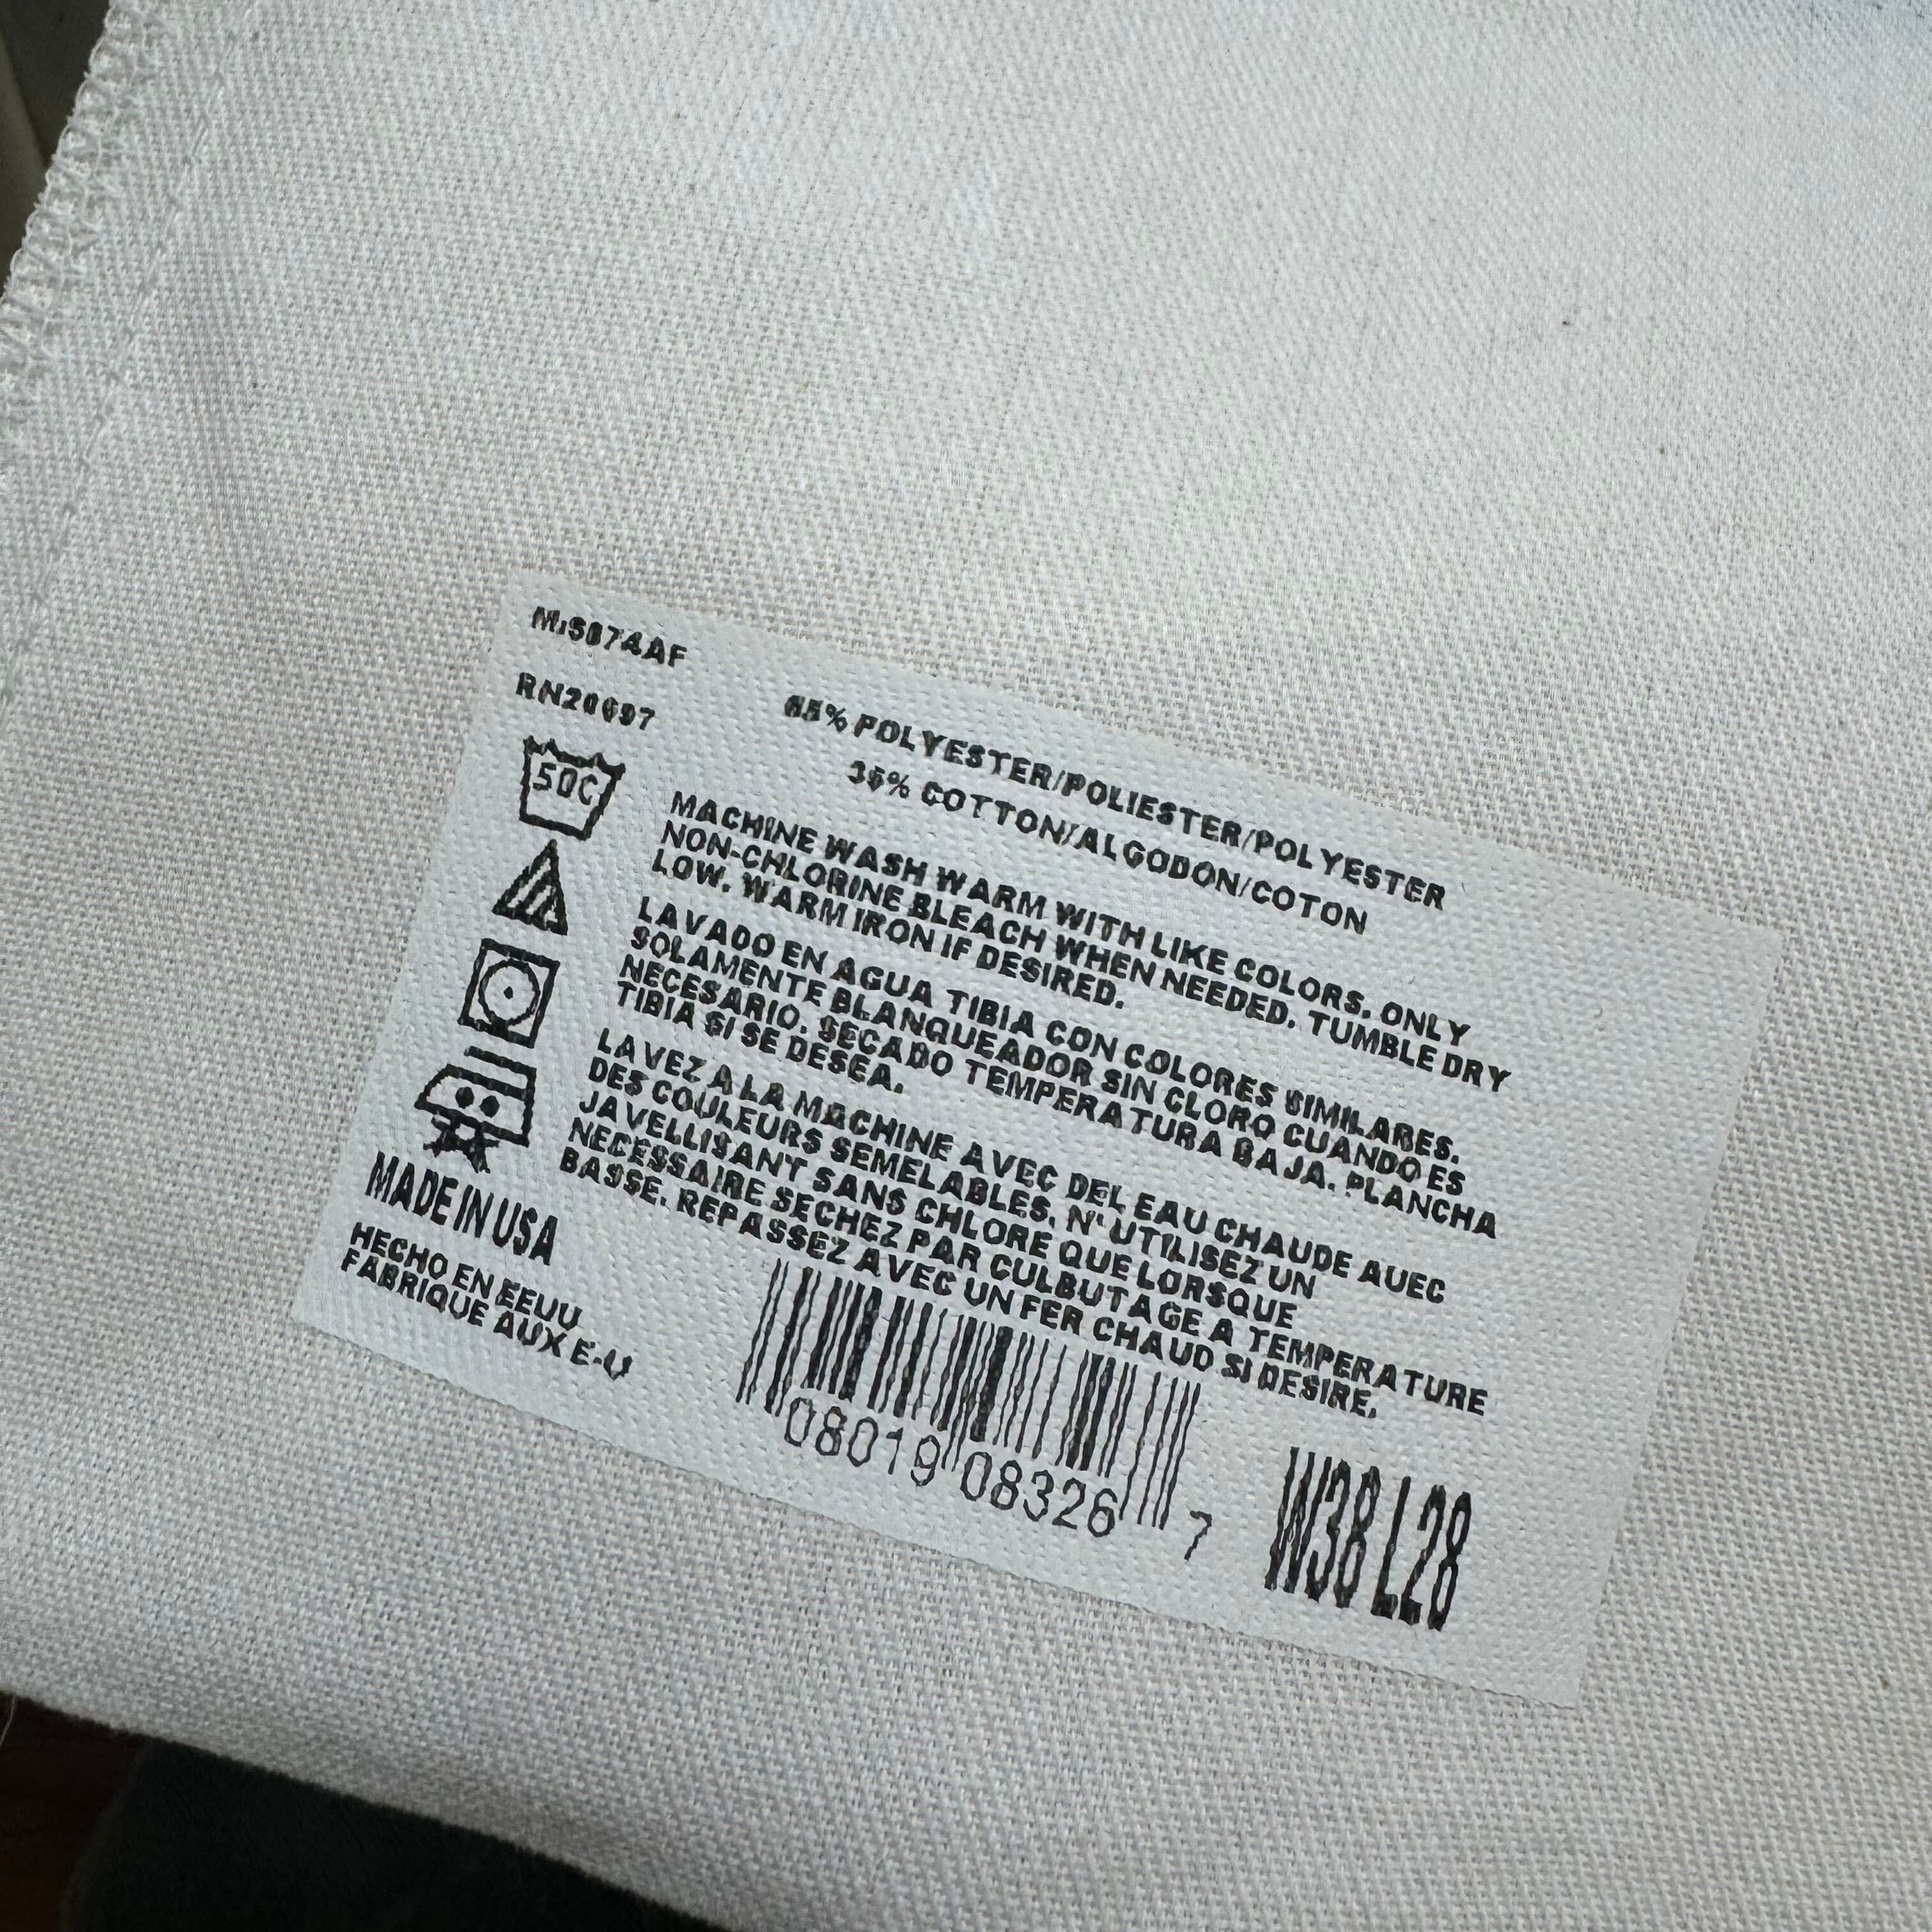 RN20697
50C
65% POLYESTER/POLIESTER/POLYESTER
35% COTTON/ALGODON/COTON
MACHINE WASH WARM WITH LIKE COLORS. ONLY
NON-CHLORINE BLEACH WHEN NEEDED. TUMBLE DRY
LOW. WARM IRON IF DESIRED.
LAVADO EN AGUA TIBIA CON COLORES SIMILARES.
SOLAMENTE BLANQUEADOR SIN CLORO CUANDO ES
NECESARIO. SECADO TEMPERATURA BAJA. PLANCHA
TIBIA SI SE DESEA.
LAVEZ A LA MACHINE AVEC DEL EAU CHAUDE AUEC
DES COULEURS SEMELABLES. N' UTILISEZ UN
JAVELLISANT SANS CHLORE QUE LORSQUE
NECESSAIRE SECHEZ PAR CULBUTAGE A TEMPERATURE
BASSE. REPASSEZ AVEC UN FER CHAUD SI DESIRE.
MADE IN USA
HECHO EN EEUU
FABRIQUE AUX E-U
08019 08326 7
W38 L28